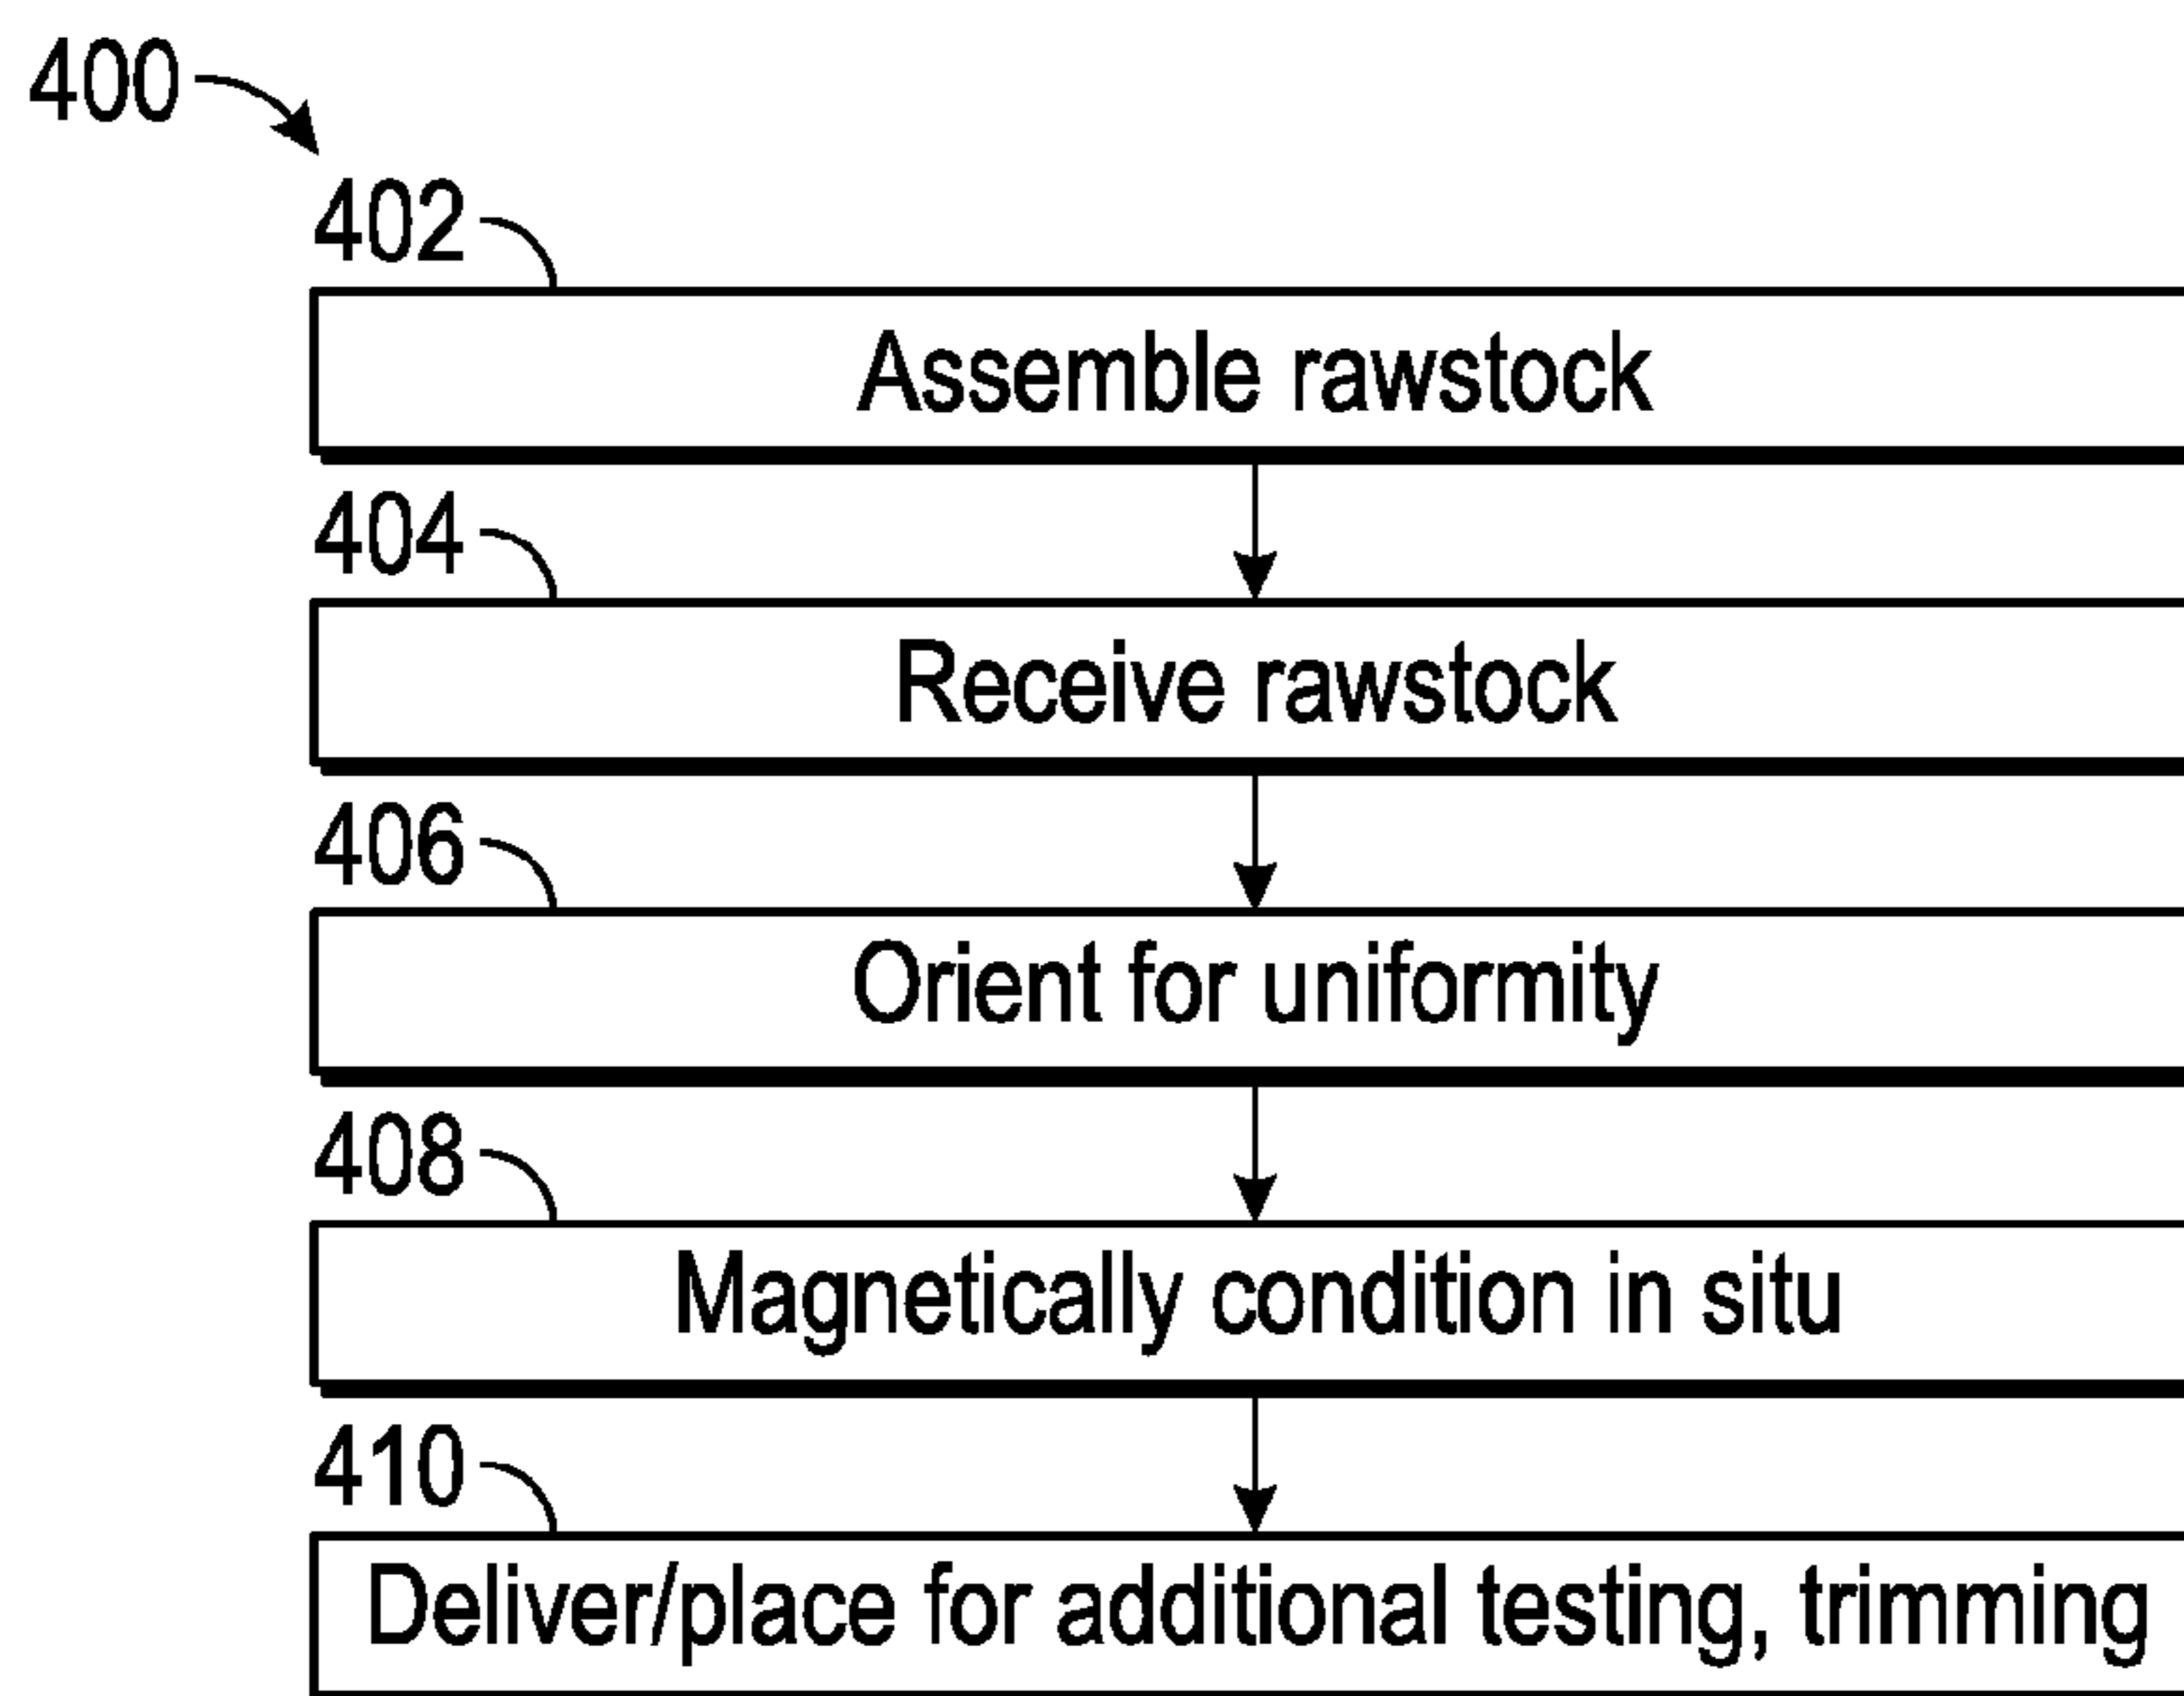 400
402
Assemble rawstock
404
Receive rawstock
406
Orient for uniformity
408
Magnetically condition in situ
410
Deliver/place for additional testing, trimming